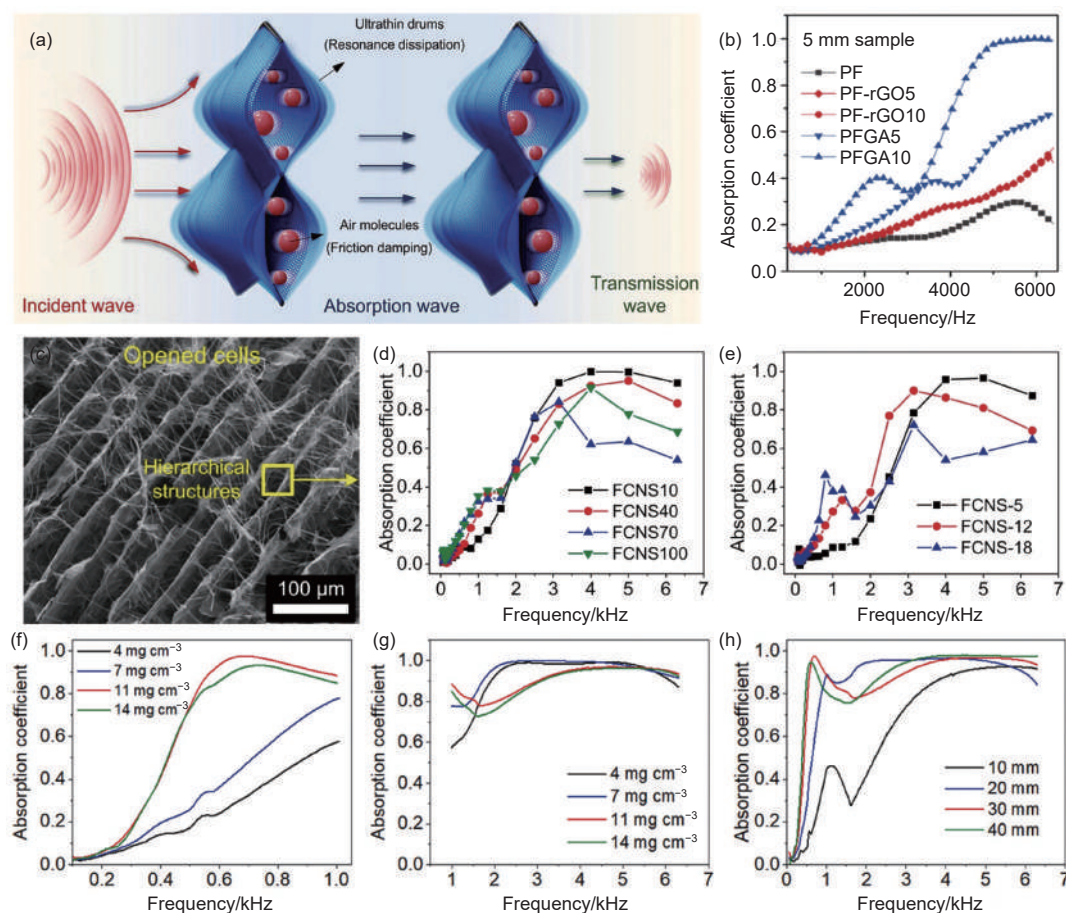 (a)
Ultrathin drums
(Resonance dissipation)
Air molecules
(Friction damping)
Incident wave
Absorption wave
Transmission
wave
(b)
5 mm sample
PF
PF-rGO5
PF-rGO10
PFGA5
PFGA10
Absorption coefficient
1.0
0.8
0.6
0.4
0.2
0.0
2000
4000
6000
Frequency/Hz
(c)
Opened cells
Hierarchical
structures
100 μm
(d)
Absorption coefficient
1.0
0.8
0.6
0.4
0.2
0.0
FCNS10
FCNS40
FCNS70
FCNS100
0 1 2 3 4 5 6 7
Frequency/kHz
(e)
Absorption coefficient
1.0
0.8
0.6
0.4
0.2
0.0
FCNS-5
FCNS-12
FCNS-18
0 1 2 3 4 5 6 7
Frequency/kHz
(f)
Absorption coefficient
1.0
0.8
0.6
0.4
0.2
0.0
4 mg cm⁻³
7 mg cm⁻³
11 mg cm⁻³
14 mg cm⁻³
0.2 0.4 0.6 0.8 1.0
Frequency/kHz
(g)
Absorption coefficient
1.0
0.8
0.6
0.4
0.2
0.0
4 mg cm⁻³
7 mg cm⁻³
11 mg cm⁻³
14 mg cm⁻³
1 2 3 4 5 6 7
Frequency/kHz
(h)
Absorption coefficient
1.0
0.8
0.6
0.4
0.2
0.0
10 mm
20 mm
30 mm
40 mm
0 1 2 3 4 5 6 7
Frequency/kHz